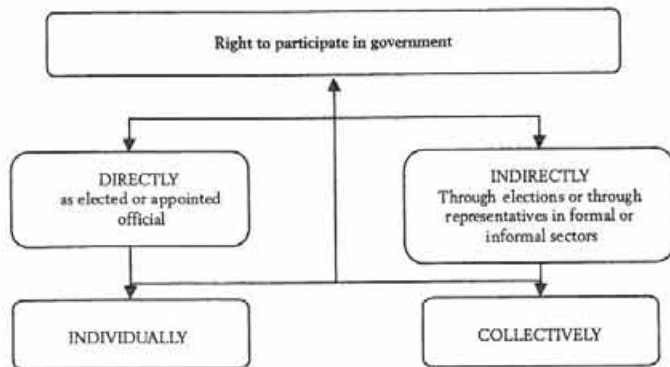 Right to participate in government
DIRECTLY
as elected or appointed
official
INDIRECTLY
Through elections or through
representatives in formal or
informal sectors
INDIVIDUALLY
COLLECTIVELY